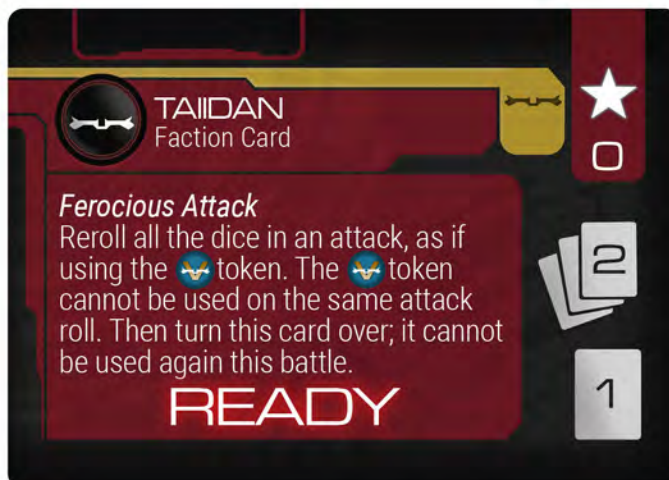 TAIIDAN
Faction Card
0
Ferocious Attack
Reroll all the dice in an attack, as if
using the token. The token
cannot be used on the same attack
roll. Then turn this card over; it cannot
be used again this battle.
READY
2
1